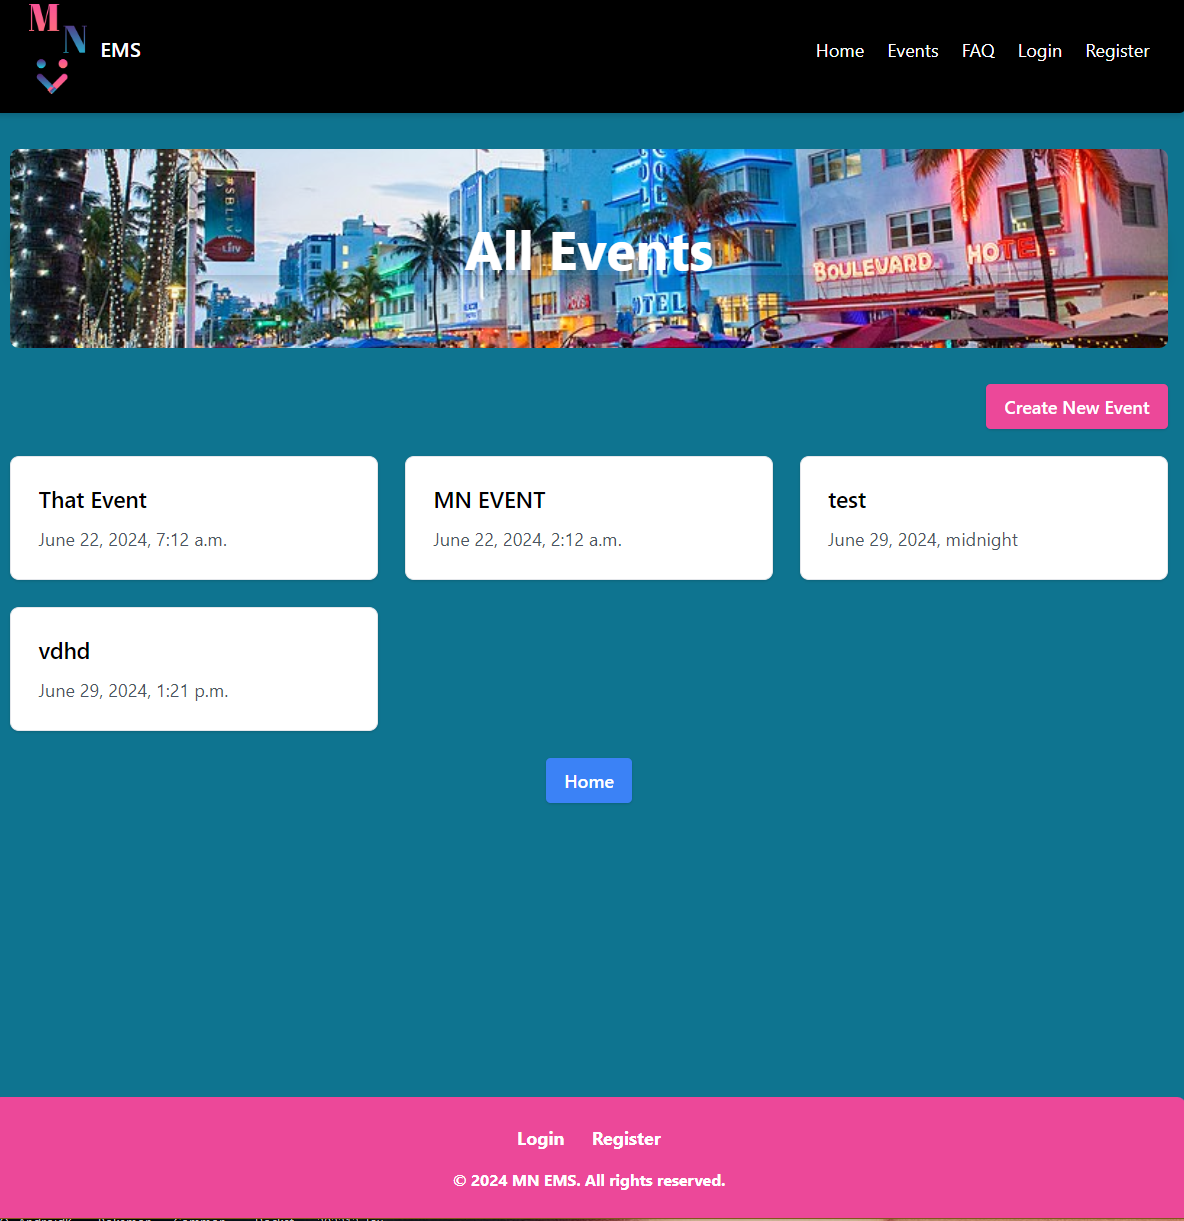 MN
EMS
Home Events FAQ Login Register
#SBLIV
LIV
All Events
BOULEVARD
HOTEL
HOTEL
Create New Event
That Event
June 22, 2024, 7:12 a.m.
MN EVENT
June 22, 2024, 2:12 a.m.
test
June 29, 2024, midnight
vdhd
June 29, 2024, 1:21 p.m.
Home
Login Register
© 2024 MN EMS. All rights reserved.